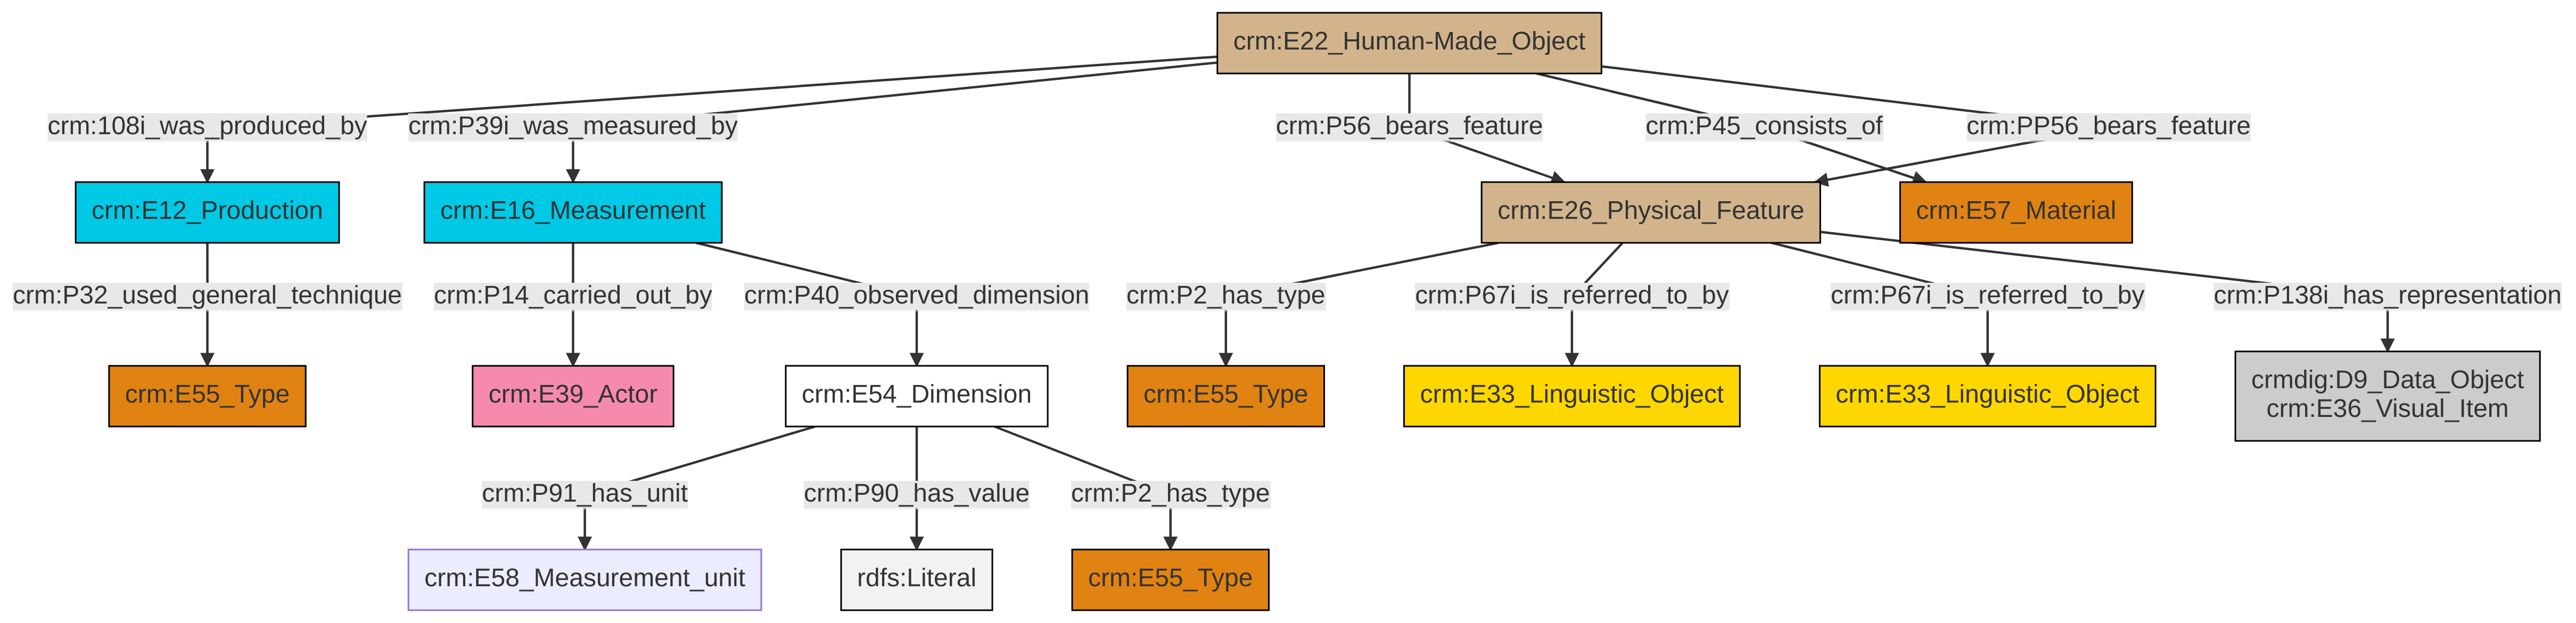 crm:E22_Human-Made_Object
crm:108i_was_produced_by
crm:P39i_was_measured_by
crm:P56_bears_feature
crm:P45_consists_of
crm:PP56_bears_feature
crm:E12_Production
crm:E16_Measurement
crm:E26_Physical_Feature
crm:E57_Material
crm:P32_used_general_technique
crm:P14_carried_out_by
crm:P40_observed_dimension
crm:P2_has_type
crm:P67i_is_referred_to_by
crm:P67i_is_referred_to_by
crm:P138i_has_representation
crm:E55_Type
crm:E39_Actor
crm:E54_Dimension
crm:E55_Type
crm:E33_Linguistic_Object
crm:E33_Linguistic_Object
crmdig:D9_Data_Object
crm:E36_Visual_Item
crm:P91_has_unit
crm:P90_has_value
crm:P2_has_type
crm:E58_Measurement_unit
rdfs:Literal
crm:E55_Type